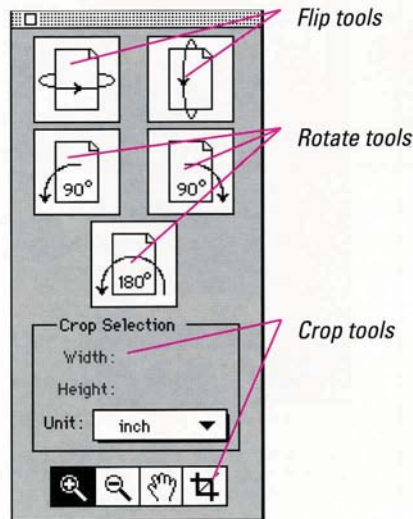 Flip tools
Rotate tools
90° 90°
180°
Crop Selection
Width:
Height:
Unit: inch
Crop tools